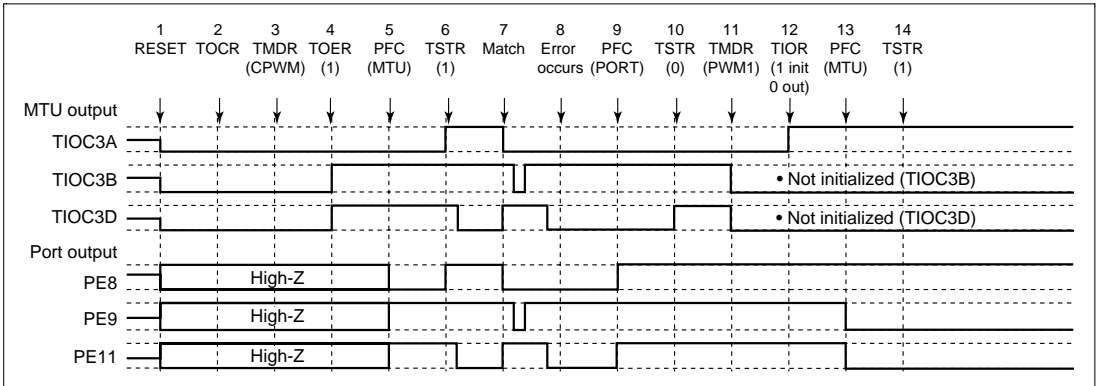 1 2 3 4 5 6 7 8 9 10 11 12 13 14
RESET TOCR TMDR TOER PFC TSTR Match Error PFC TSTR TMDR TIOR PFC TSTR
(CPWM) (1) (MTU) (1) occurs (PORT) (0) (PWM1) (1 init (MTU) (1)
0 out)
MTU output
TIOC3A
TIOC3B • Not initialized (TIOC3B)
TIOC3D • Not initialized (TIOC3D)
Port output
PE8 High-Z
PE9 High-Z
PE11 High-Z